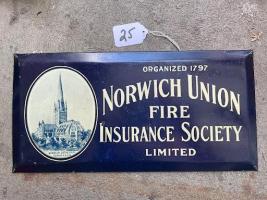 25
ORGANIZED 1797
NORWICH UNION
FIRE
INSURANCE SOCIETY
LIMITED